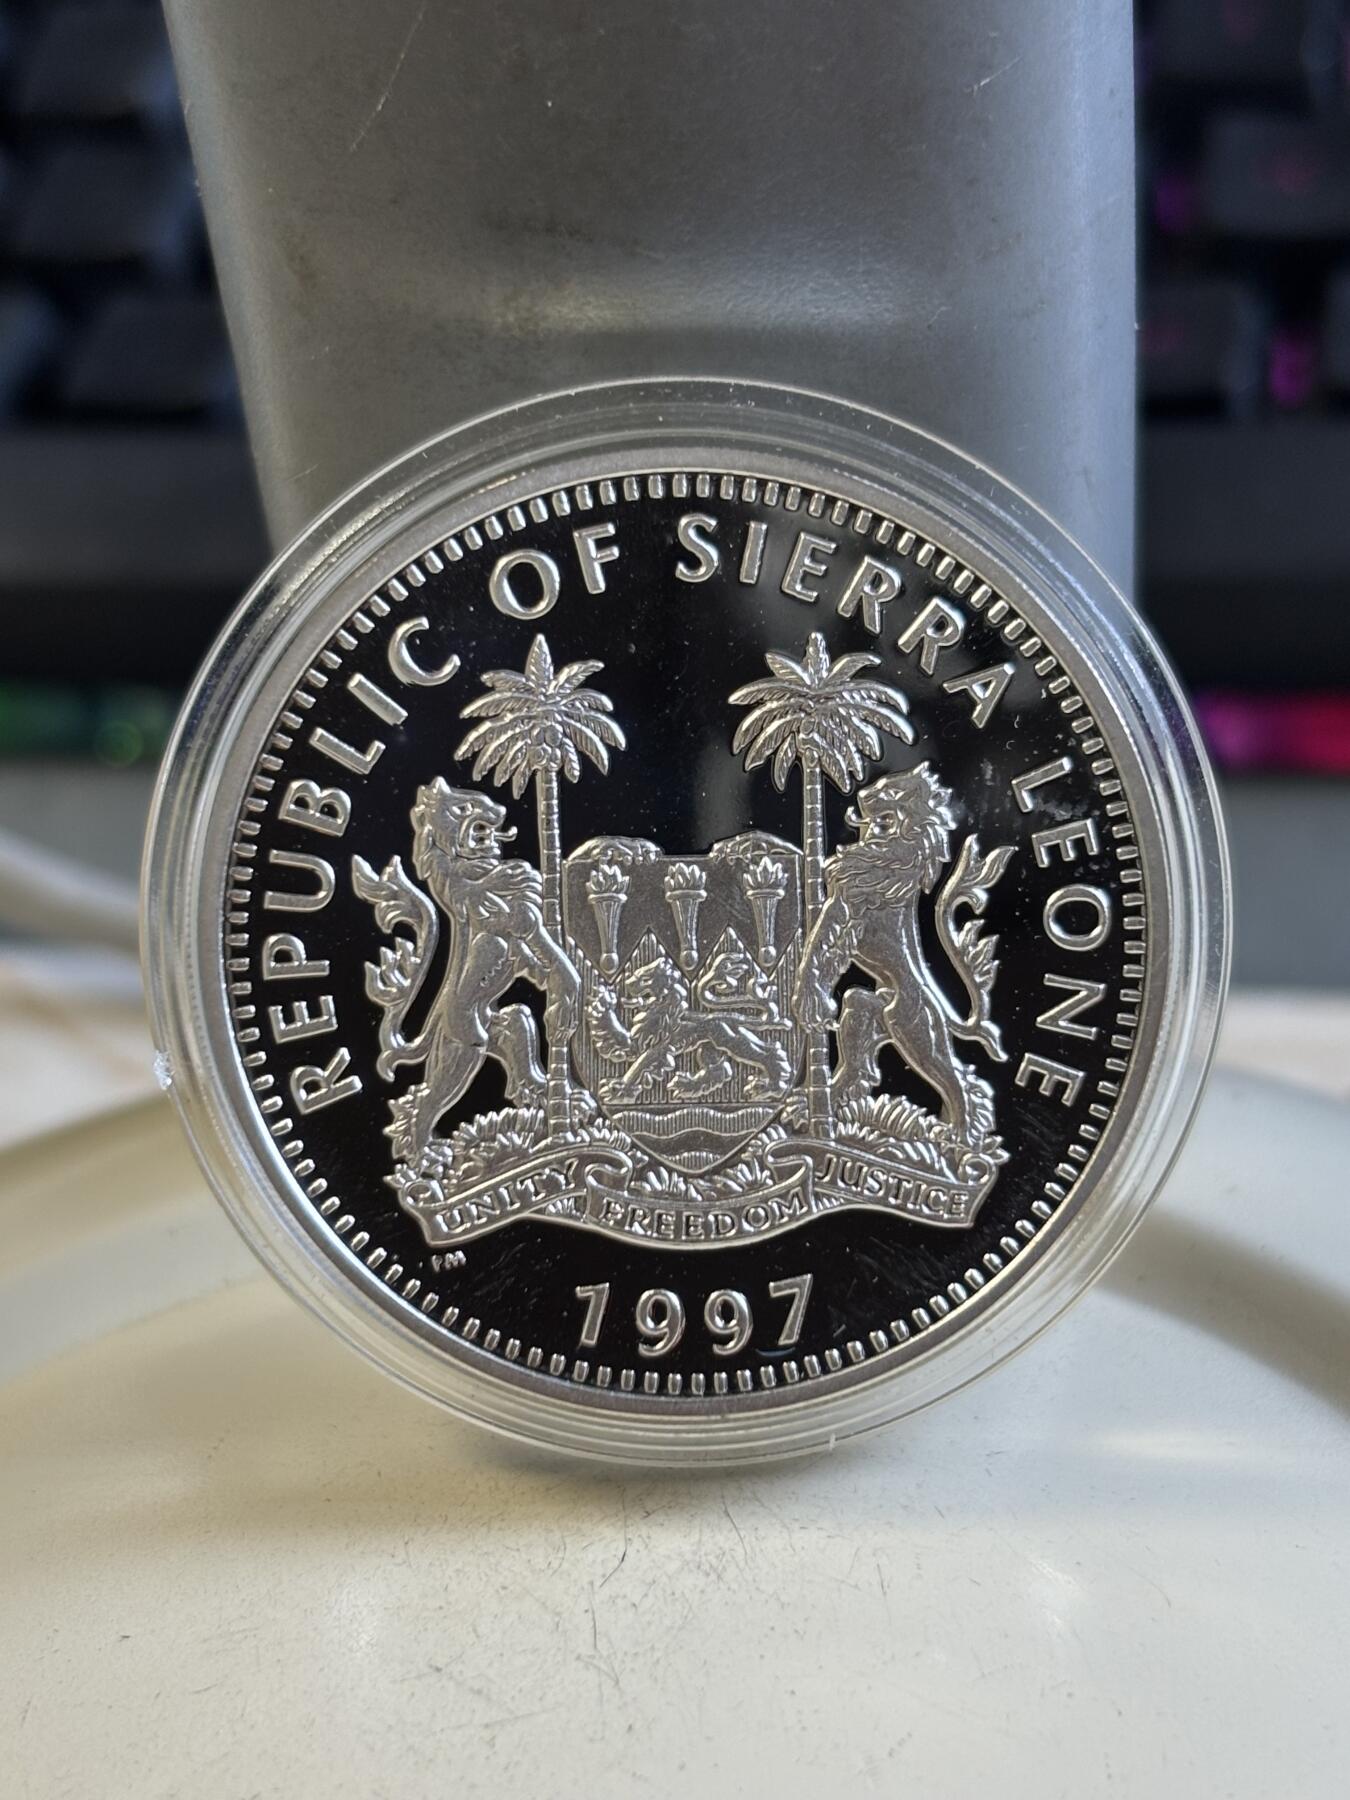 REPUBLIC OF SIERRA LEONE
UNITY FREEDOM JUSTICE
PM
1997